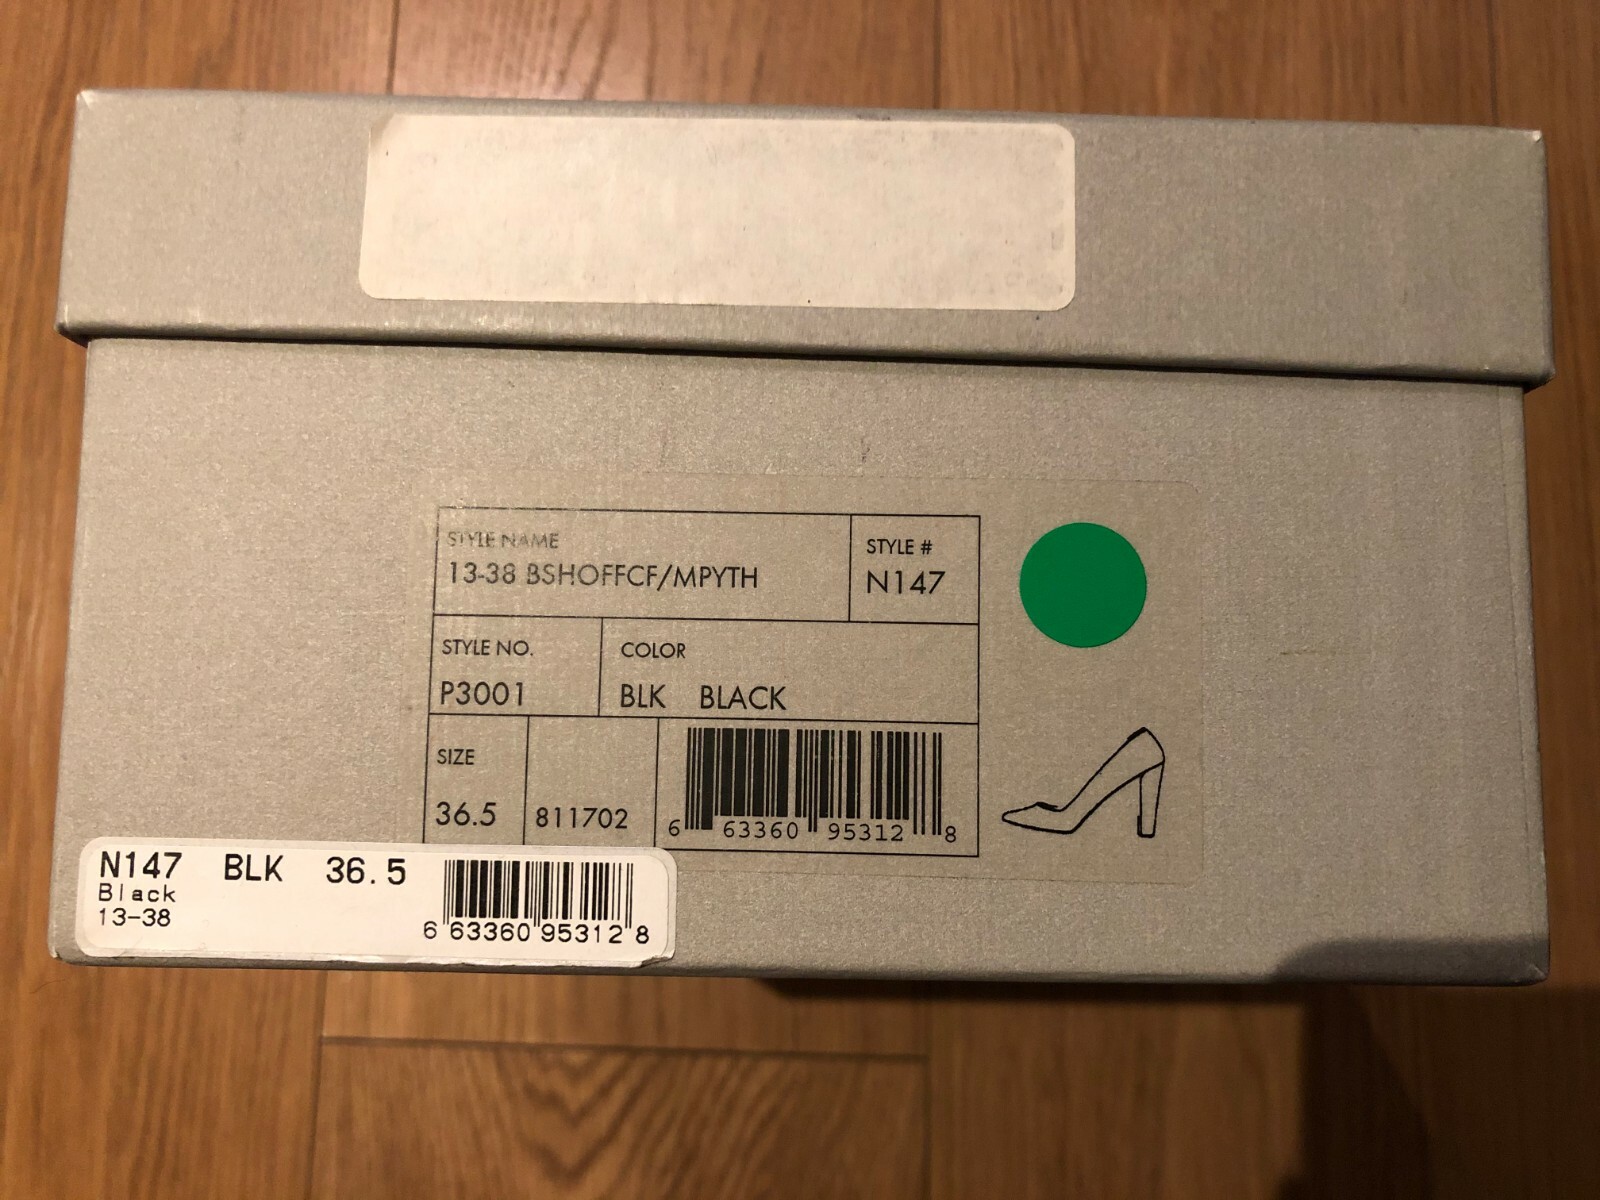 STYLE NAME
13-38 BSHOFFCF/MPYTH
STYLE #
N147
STYLE NO.
P3001
COLOR
BLK BLACK
SIZE
36.5
811702
6 63360 95312 8
N147 BLK 36.5
Black
13-38
6 63360 95312 8